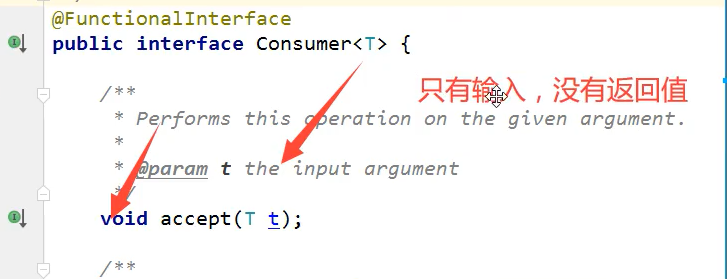 @FunctionalInterface
public interface Consumer<T> {
/**
只有输入，没有返回值
* Performs this operation on the given argument.
*
* @param t the input argument
*/
void accept(T t);
/**